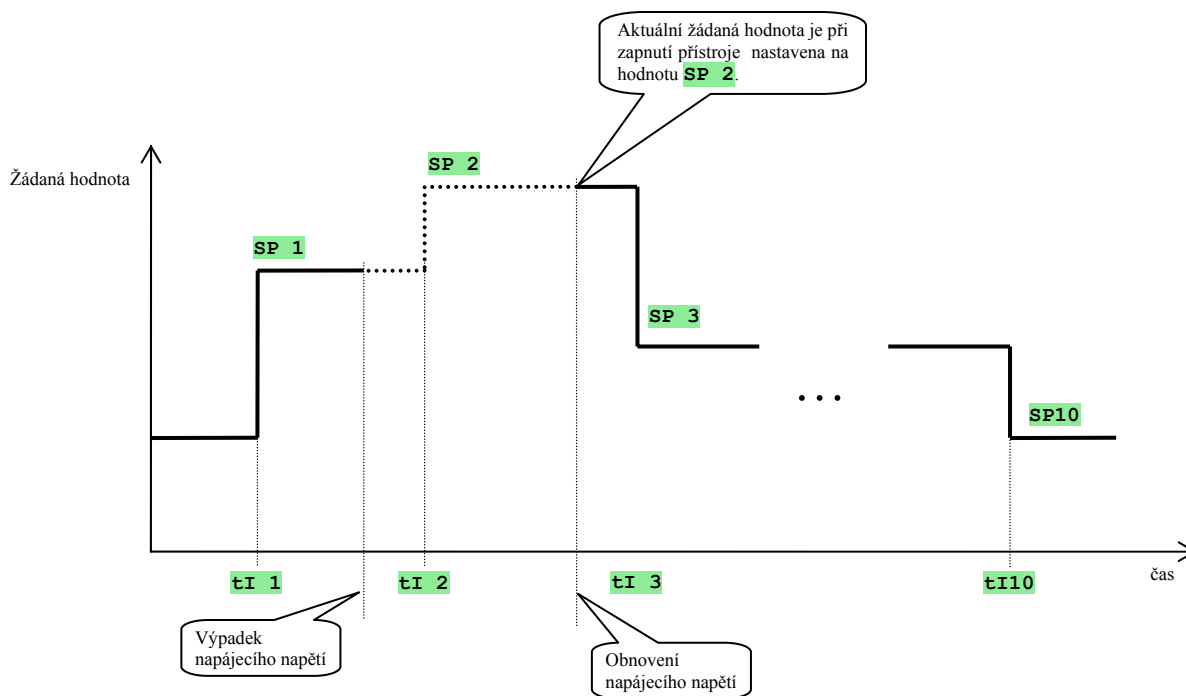 Aktuální žádaná hodnota je při
zapnutí přístroje nastavena na
hodnotu SP 2.
SP 2
Žádaná hodnota
SP 1
SP 3
...
SP10
tI 1
tI 2
tI 3
tI10
čas
Výpadek
napájecího napětí
Obnovení
napájecího napětí